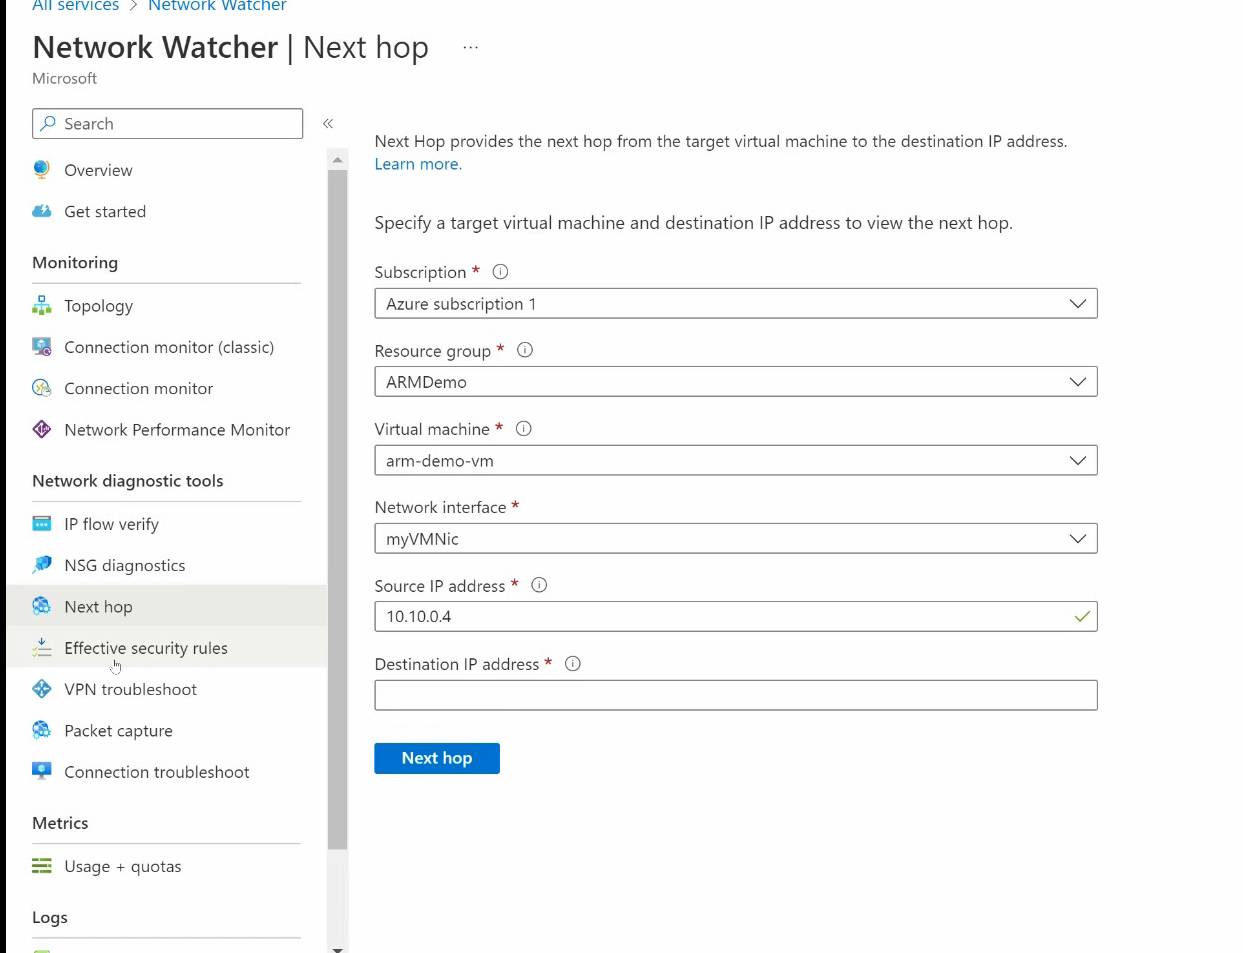 All services > Network Watcher
Network Watcher | Next hop ...
Microsoft
Search
«
Overview
Get started
Monitoring
Topology
Connection monitor (classic)
Connection monitor
Network Performance Monitor
Network diagnostic tools
IP flow verify
NSG diagnostics
Next hop
Effective security rules
VPN troubleshoot
Packet capture
Connection troubleshoot
Metrics
Usage + quotas
Logs
Next Hop provides the next hop from the target virtual machine to the destination IP address.
Learn more.
Specify a target virtual machine and destination IP address to view the next hop.
Subscription *
Azure subscription 1
Resource group *
ARMDemo
Virtual machine *
arm-demo-vm
Network interface *
myVMNic
Source IP address *
10.10.0.4
Destination IP address *
Next hop